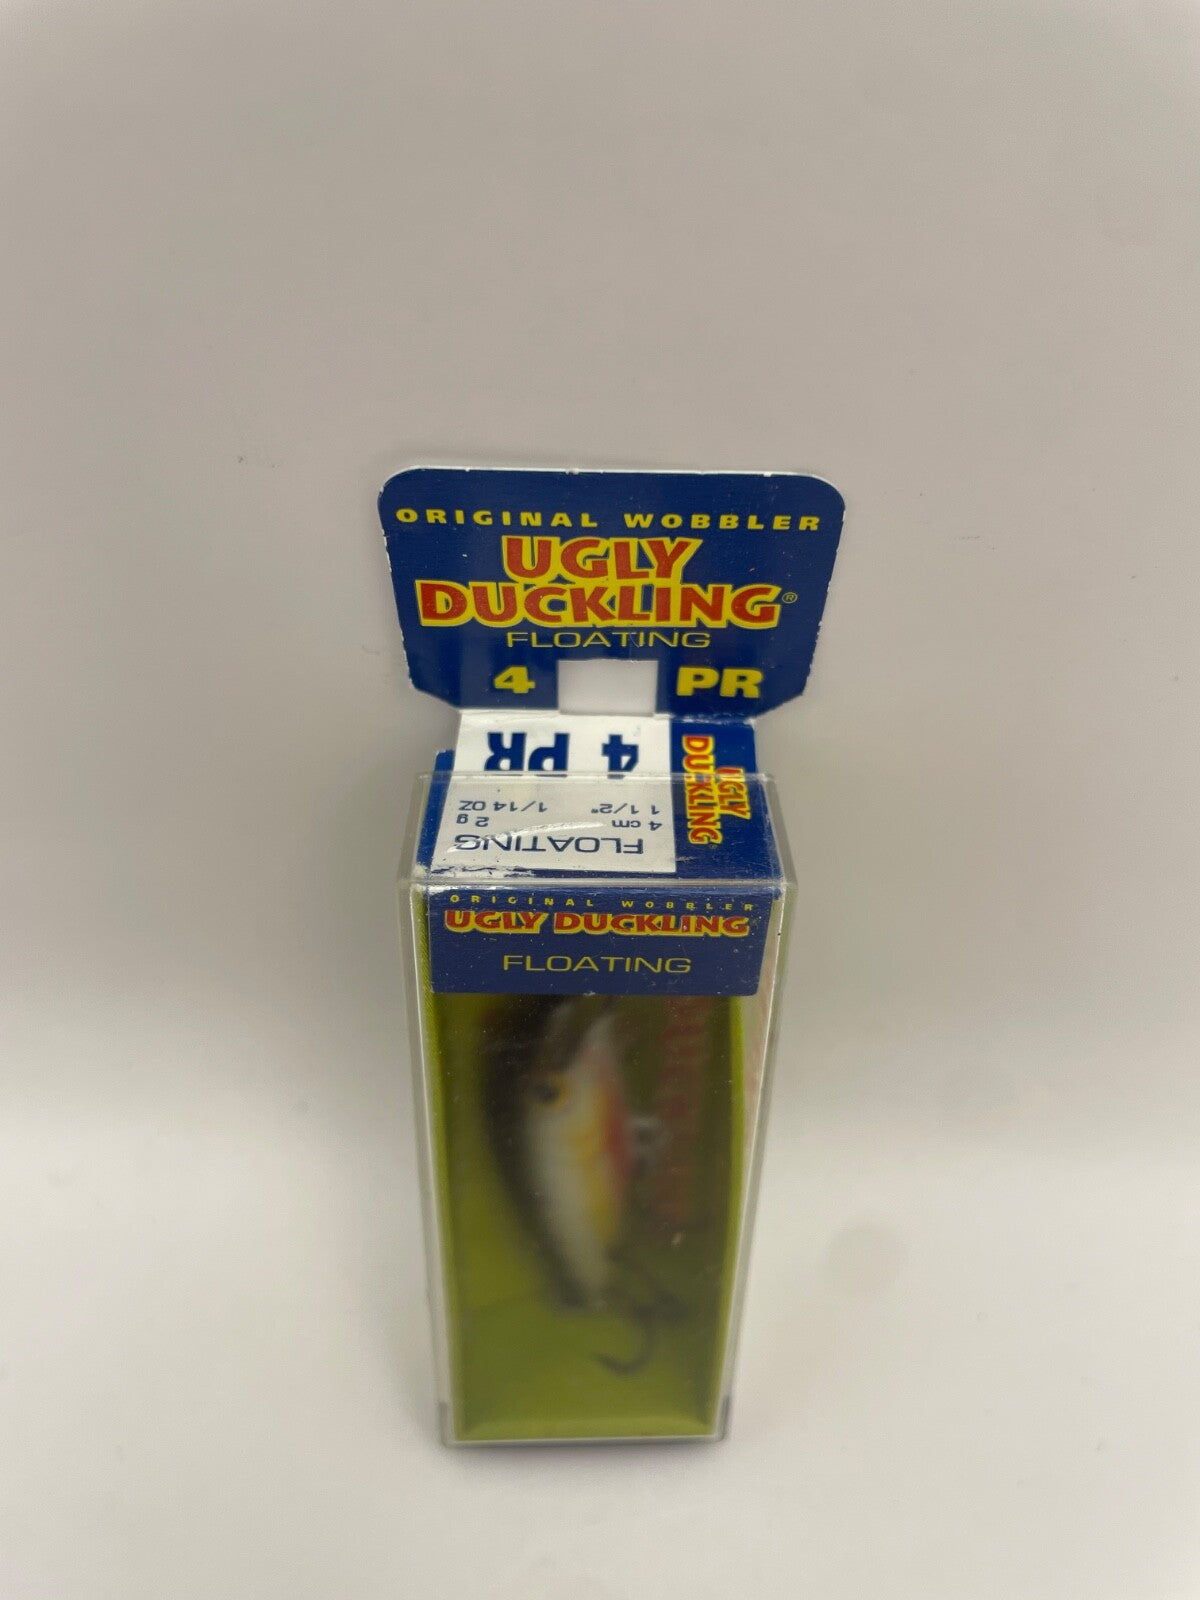 ORIGINAL WOBBLER
UGLY
DUCKLING®
FLOATING
4 PR
4 PR
UGLY
DUCKLING
FLOATING
4 cm 2 g
1 1/2" 1/14 OZ
ORIGINAL WOBBLER
UGLY DUCKLING
FLOATING